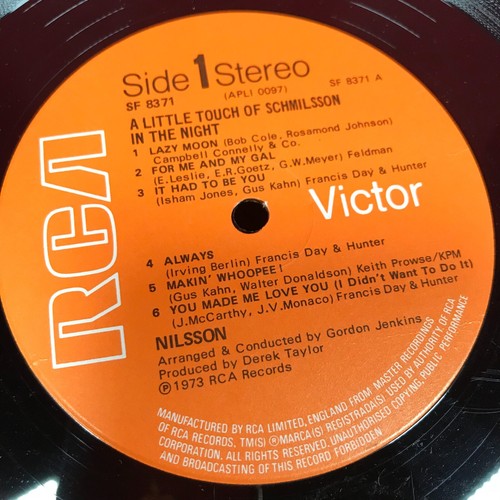 RCA
Side 1 Stereo
SF 8371
(APL1 0097)
SF 8371 A
A LITTLE TOUCH OF SCHMILSSON
IN THE NIGHT
1 LAZY MOON (Bob Cole, Rosamond Johnson)
Campbell Connelly & Co.
2 FOR ME AND MY GAL
(E.Leslie, E.R.Goetz, G.W.Meyer) Feldman
3 IT HAD TO BE YOU
(Isham Jones, Gus Kahn) Francis Day & Hunter
Victor
4 ALWAYS
(Irving Berlin) Francis Day & Hunter
5 MAKIN' WHOOPEE!
(Gus Kahn, Walter Donaldson) Keith Prowse/KPM
6 YOU MADE ME LOVE YOU (I Didn't Want To Do It)
(J.McCarthy, J.V.Monaco) Francis Day & Hunter
NILSSON
Arranged & Conducted by Gordon Jenkins
Produced by Derek Taylor
℗1973 RCA Records
MANUFACTURED BY RCA LIMITED, ENGLAND, FROM MASTER RECORDINGS
OF RCA RECORDS, TM(S) ®MARCA(S) REGISTRADA(S). USED BY AUTHORITY OF RCA
ALL RIGHTS RESERVED. UNAUTHORISED COPYING, PUBLIC PERFORMANCE
AND BROADCASTING OF THIS RECORD FORBIDDEN